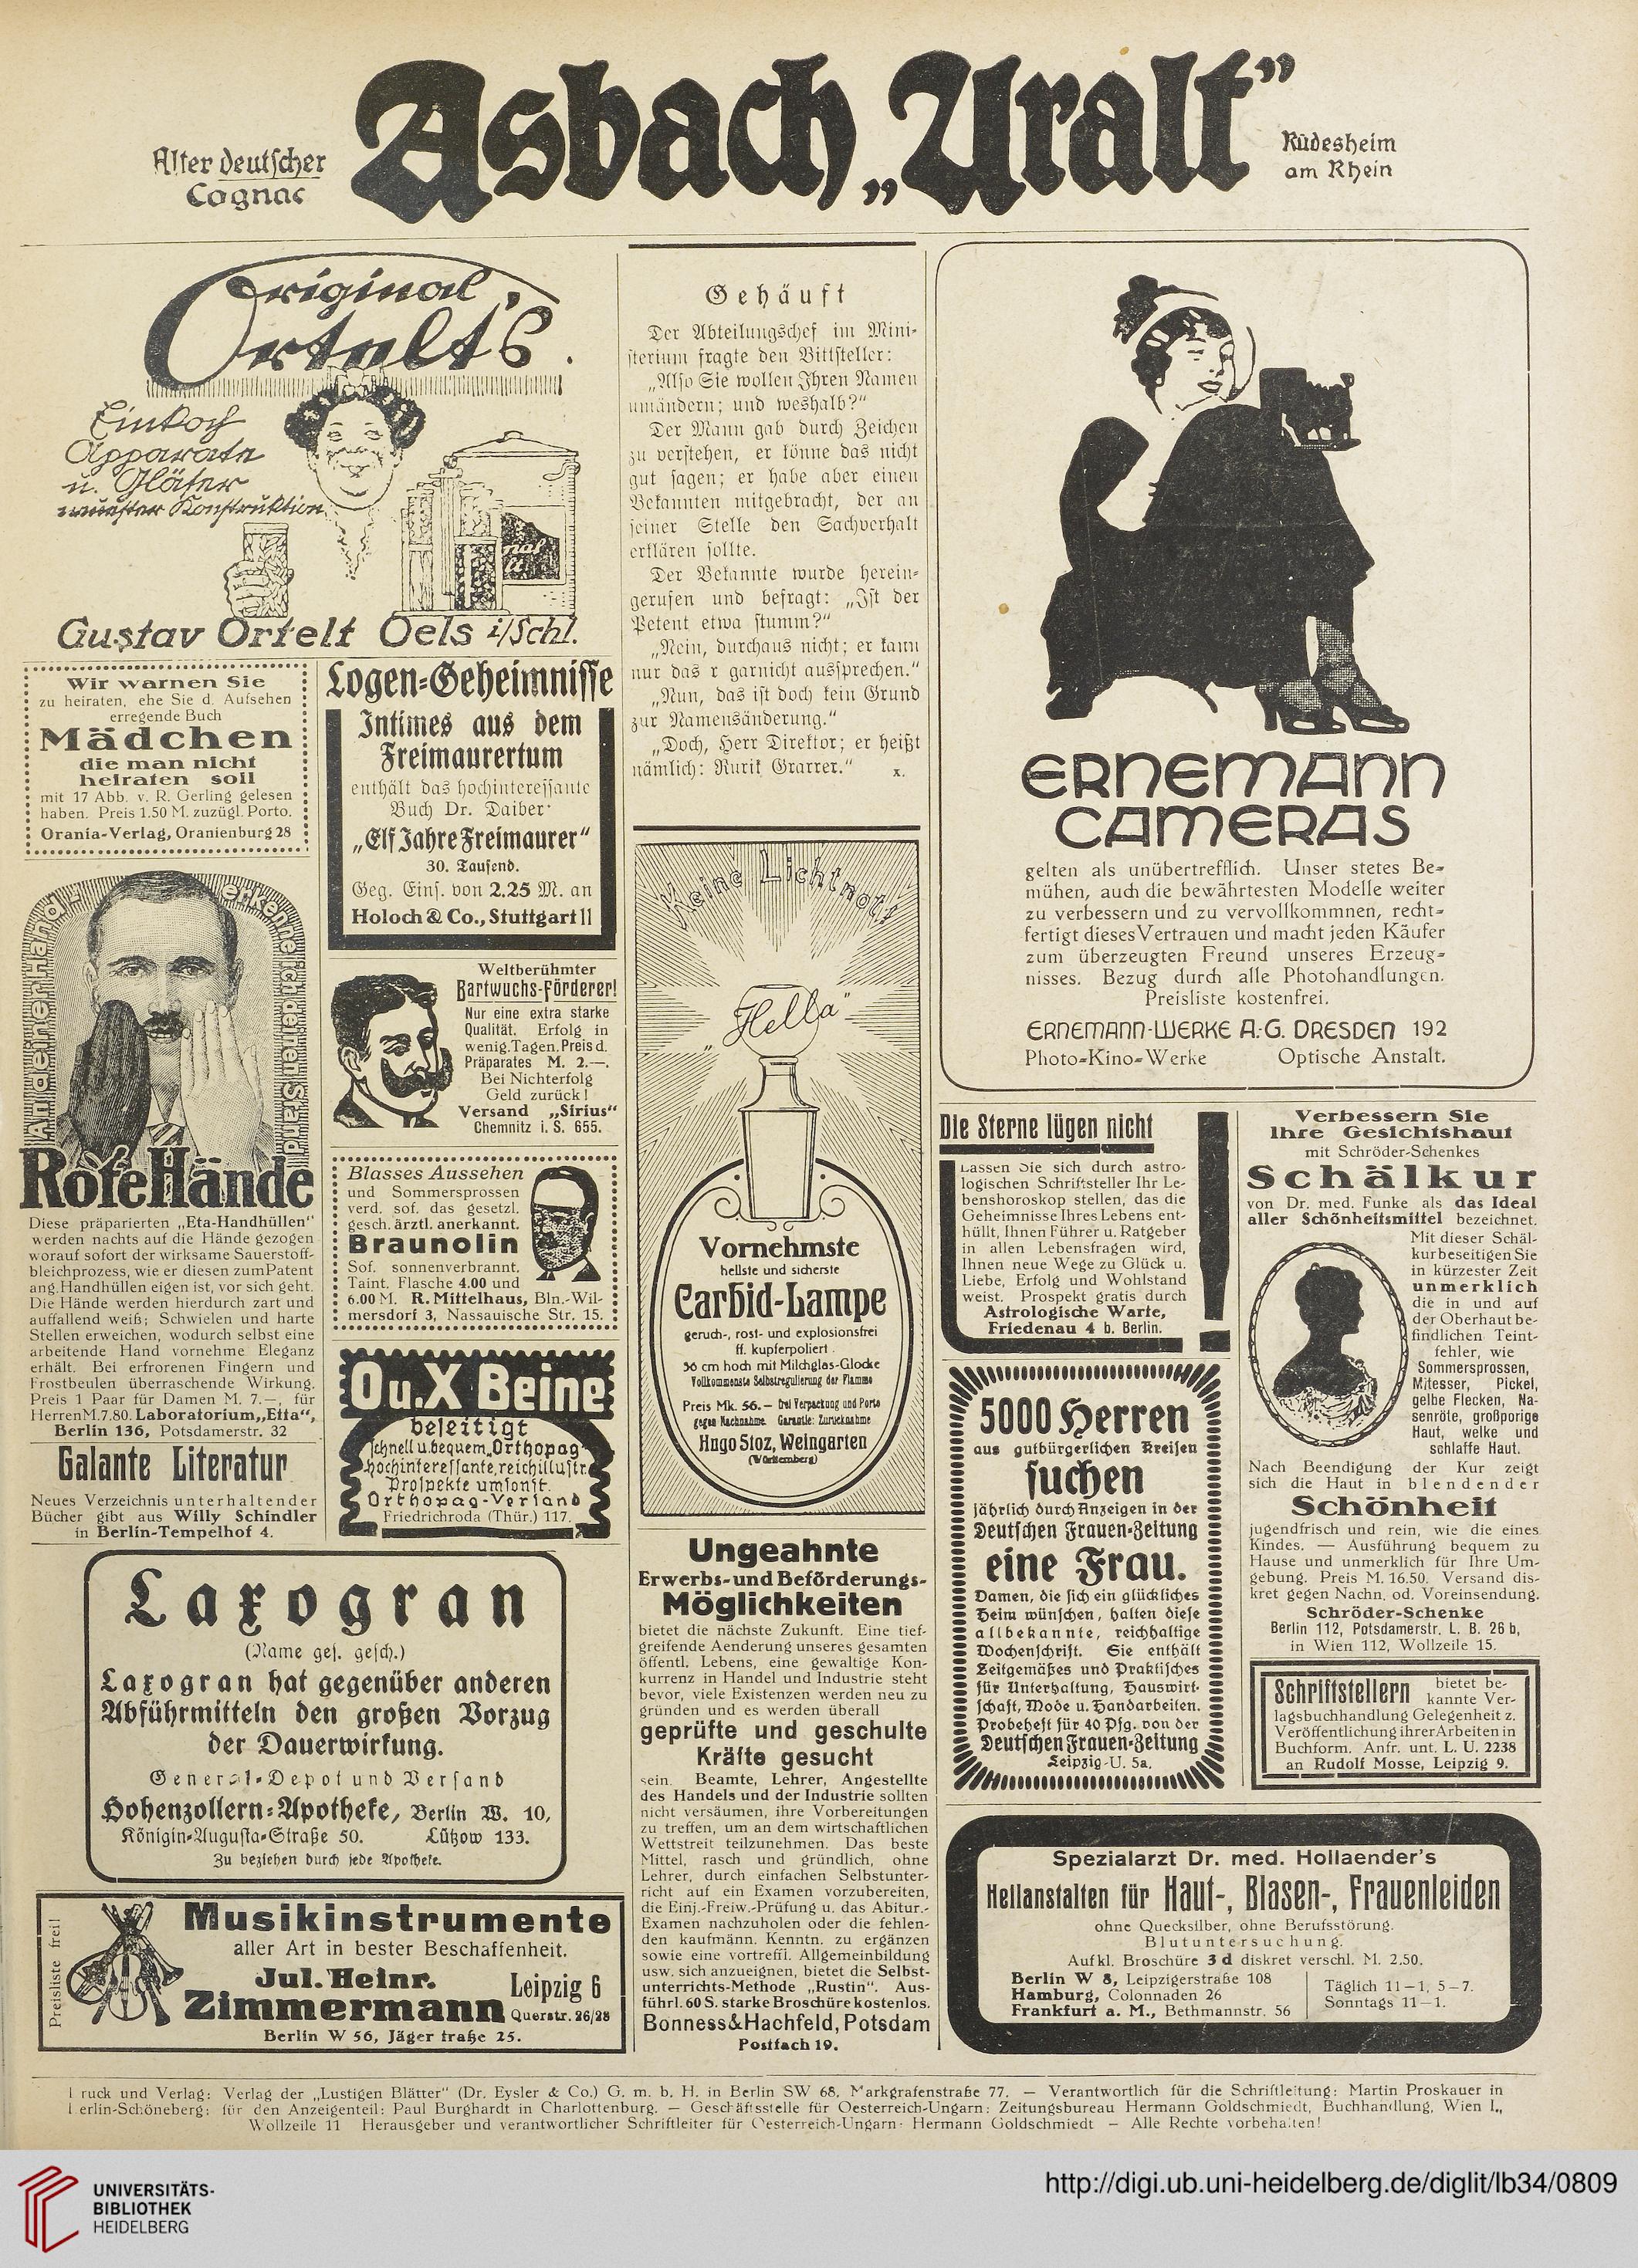 Alter deutscher
Cognac
Asbach „Uralt”
Rüdesheim
am Rhein
Original
Ortelt's.
Einkoch
Apparate
u. Gläser
neuester Konstruktion
Gustav Ortelt Oels i/Schl.
Wir warnen Sie
zu heiraten, ehe Sie d. Aufsehen
erregende Buch
Mädchen
die man nicht
heiraten soll
mit 17 Abb. v. R. Gerling gelesen
haben. Preis 1.50 M. zuzügl. Porto.
Orania-Verlag, Oranienburg 28
Logen-Geheimnisse
Intimes aus dem
Freimaurertum
enthält das hochinteressante
Buch Dr. Daiber'
„Elf Jahre Freimaurer“
30. Tausend.
Geg. Eins. von 2.25 M. an
Holoch & Co., Stuttgart 11
An deiner Hand - erkenne ich deinen Stand
Rote Hände
Diese präparierten „Eta-Handhüllen“
werden nachts auf die Hände gezogen
worauf sofort der wirksame Sauerstoff-
bleichprozess, wie er diesen zum Patent
ang. Handhüllen eigen ist, vor sich geht.
Die Hände werden hierdurch zart und
auffallend weiß; Schwielen und harte
Stellen erweichen, wodurch selbst eine
arbeitende Hand vornehme Eleganz
erhält. Bei erfrorenen Fingern und
Frostbeulen überraschende Wirkung.
Preis 1 Paar für Damen M. 7.—, für
Herren M. 7.80. Laboratorium „Etta“,
Berlin 136, Potsdamerstr. 32
Weltberühmter
Bartwuchs-Förderer!
Nur eine extra starke
Qualität. Erfolg in
wenig. Tagen. Preis d.
Präparates M. 2.—.
Bei Nichterfolg
Geld zurück!
Versand „Sirius“
Chemnitz i. S. 655.
Blasses Aussehen
und Sommersprossen
verd. sof. das gesetzl.
gesch. ärztl. anerkannt.
Braunolin
Sof. sonnenverbrannt.
Taint. Flasche 4.00 und
6.00 M. R. Mittelhaus, Bln.-Wil-
mersdorf 3, Nassauische Str. 15.
O u. X Beine
beseitigt
schnell u. bequem „Orthopag“
hochinteressante, reichillustr.
Prospekte umsonst.
Orthopag-Versand
Friedrichroda (Thür.) 117.
Galante Literatur
Neues Verzeichnis unterhaltender
Bücher gibt aus Willy Schindler
in Berlin-Tempelhof 4.
Laxogran
(Name ges. gesch.)
Laxogran hat gegenüber anderen
Abführmitteln den großen Vorzug
der Dauerwirkung.
General-Depot und Versand
Hohenzollern-Apotheke, Berlin W. 10,
Königin-Augusta-Straße 50. Lützow 133.
Zu beziehen durch jede Apotheke.
Preisliste frei!
Musikinstrumente
aller Art in bester Beschaffenheit.
Jul. Heinr.
Zimmermann
Leipzig 6
Querstr. 26/28
Berlin W 56, Jäger traße 25.
Gehäuft
Der Abteilungschef im Mini-
sterium fragte den Bittsteller:
„Also Sie wollen Ihren Namen
umändern; und weshalb?“
Der Mann gab durch Zeichen
zu verstehen, er könne das nicht
gut sagen; er habe aber einen
Bekannten mitgebracht, der an
seiner Stelle den Sachverhalt
erklären sollte.
Der Bekannte wurde herein-
gerufen und befragt: „Ist der
Petent etwa stumm?“
„Nein, durchaus nicht; er kann
nur das r garnicht aussprechen.“
„Nun, das ist doch kein Grund
zur Namensänderung.“
„Doch, Herr Direktor; er heißt
nämlich: Rurik Grarrer.“ x.
Keine Lichtnot!
„Hella“
Vornehmste
hellste und sicherste
Carbid-Lampe
geruch-, rost- und explosionsfrei
ff. kupferpoliert.
36 cm hoch mit Milchglas-Glocke
Vollkommenste Selbstregulierung der Flamme
Preis Mk. 56.— frei Verpackung und Porto
gegen Nachnahme. Garantie: Zurücknahme
Hugo Stoz, Weingarten
(Württemberg)
Ungeahnte
Erwerbs- und Beförderungs-
Möglichkeiten
bietet die nächste Zukunft. Eine tief-
greifende Aenderung unseres gesamten
öffentl. Lebens, eine gewaltige Kon-
kurrenz in Handel und Industrie steht
bevor, viele Existenzen werden neu zu
gründen und es werden überall
geprüfte und geschulte
Kräfte gesucht
sein. Beamte, Lehrer, Angestellte
des Handels und der Industrie sollten
nicht versäumen, ihre Vorbereitungen
zu treffen, um an dem wirtschaftlichen
Wettstreit teilzunehmen. Das beste
Mittel, rasch und gründlich, ohne
Lehrer, durch einfachen Selbstunter-
richt auf ein Examen vorzubereiten,
die Einj.-Freiw.-Prüfung u. das Abitur.-
Examen nachzuholen oder die fehlen-
den kaufmänn. Kenntn. zu ergänzen
sowie eine vortreffl. Allgemeinbildung
usw. sich anzueignen, bietet die Selbst-
unterrichts-Methode „Rustin“. Aus-
führl. 60 S. starke Broschüre kostenlos.
Bonness & Hachfeld, Potsdam
Postfach 19.
ERNEMANN
CAMERAS
gelten als unübertrefflich. Unser stetes Be-
mühen, auch die bewährtesten Modelle weiter
zu verbessern und zu vervollkommnen, recht-
fertigt dieses Vertrauen und macht jeden Käufer
zum überzeugten Freund unseres Erzeug-
nisses. Bezug durch alle Photohandlungen.
Preisliste kostenfrei.
ERNEMANN-WERKE A.-G. DRESDEN 192
Photo-Kino-Werke Optische Anstalt.
Die Sterne lügen nicht!
Lassen Sie sich durch astro-
logischen Schriftsteller Ihr Le-
benshoroskop stellen, das die
Geheimnisse Ihres Lebens ent-
hüllt, Ihnen Führer u. Ratgeber
in allen Lebensfragen wird,
Ihnen neue Wege zu Glück u.
Liebe, Erfolg und Wohlstand
weist. Prospekt gratis durch
Astrologische Warte,
Friedenau 4 b. Berlin.
5000 Herren
aus gutbürgerlichen Kreisen
suchen
jährlich durch Anzeigen in der
Deutschen Frauen-Zeitung
eine Frau.
Damen, die sich ein glückliches
Heim wünschen, halten diese
allbekannte, reichhaltige
Wochenschrift. Sie enthält
Zeitgemäßes und Praktisches
für Unterhaltung, Hauswirt-
schaft, Mode u. Handarbeiten.
Probeheft für 40 Pfg. von der
Deutschen Frauen-Zeitung
Leipzig-U. 5a.
Verbessern Sie
Ihre Gesichtshaut
mit Schröder-Schenkes
Schälkur
von Dr. med. Funke als das Ideal
aller Schönheitsmittel bezeichnet.
Mit dieser Schäl-
kur beseitigen Sie
in kürzester Zeit
unmerklich
die in und auf
der Oberhaut be-
findlichen Teint-
fehler, wie
Sommersprossen,
Mitesser, Pickel,
gelbe Flecken, Na-
senröte, großporige
Haut, welke und
schlaffe Haut.
Nach Beendigung der Kur zeigt
sich die Haut in blendender
Schönheit
jugendfrisch und rein, wie die eines
Kindes. — Ausführung bequem zu
Hause und unmerklich für Ihre Um-
gebung. Preis M. 16.50. Versand dis-
kret gegen Nachn. od. Voreinsendung.
Schröder-Schenke
Berlin 112, Potsdamerstr. L. B. 26 b,
in Wien 112, Wollzeile 15.
Schriftstellern bietet be-
kannte Ver-
lagsbuchhandlung Gelegenheit z.
Veröffentlichung ihrer Arbeiten in
Buchform. Anfr. unt. L. U. 2238
an Rudolf Mosse, Leipzig 9.
Spezialarzt Dr. med. Hollaender's
Heilanstalten für Haut-, Blasen-, Frauenleiden
ohne Quecksilber, ohne Berufsstörung.
Blutuntersuchung.
Aufkl. Broschüre 3 d diskret verschl. M. 2.50.
Berlin W 8, Leipzigerstraße 108
Hamburg, Colonnaden 26
Frankfurt a. M., Bethmannstr. 56
Täglich 11—1, 5—7.
Sonntags 11—1.
ruck und Verlag: Verlag der „Lustigen Blätter“ (Dr. Eysler & Co.) G. m. b. H. in Berlin SW 68, Markgrafenstraße 77. — Verantwortlich für die Schriftleitung: Martin Proskauer in
erlin-Schöneberg; für den Anzeigenteil: Paul Burghardt in Charlottenburg. — Geschäftsstelle für Oesterreich-Ungarn: Zeitungsbureau Hermann Goldschmiedt, Buchhandlung, Wien I.,
Wollzeile 11 Herausgeber und verantwortlicher Schriftleiter für Oesterreich-Ungarn: Hermann Goldschmiedt — Alle Rechte vorbehalten!
UNIVERSITÄTS-
BIBLIOTHEK
HEIDELBERG
http://digi.ub.uni-heidelberg.de/diglit/lb34/0809